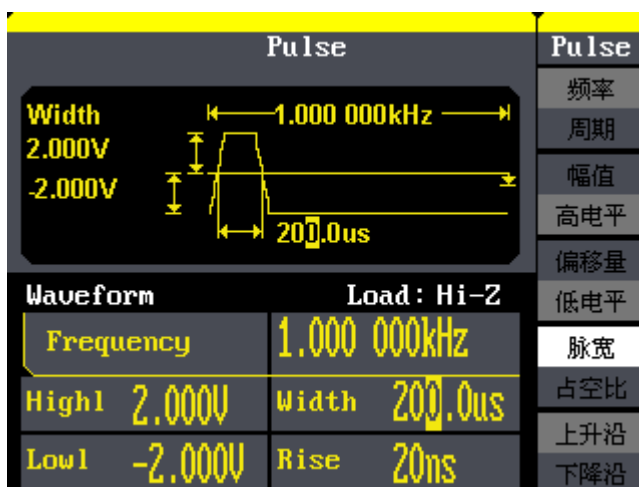 Pulse
Pulse
Width
1.000 000kHz
2.000V
-2.000V
200.0us
Waveform
Load: Hi-Z
Frequency
1.000 000kHz
Highl
2.000V
Width
200.0us
Lowl
-2.000V
Rise
20ns
频率
周期
幅值
高电平
偏移量
低电平
脉宽
占空比
上升沿
下降沿